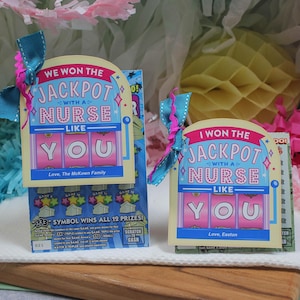 WE WON THE
JACKPOT
WITH A
NURSE
LIKE
YOU
Love, The McKown Family
SYMBOL WINS ALL 12 PRIZES!
I WON THE
JACKPOT
WITH A
NURSE
LIKE
YOU
Love, Easton